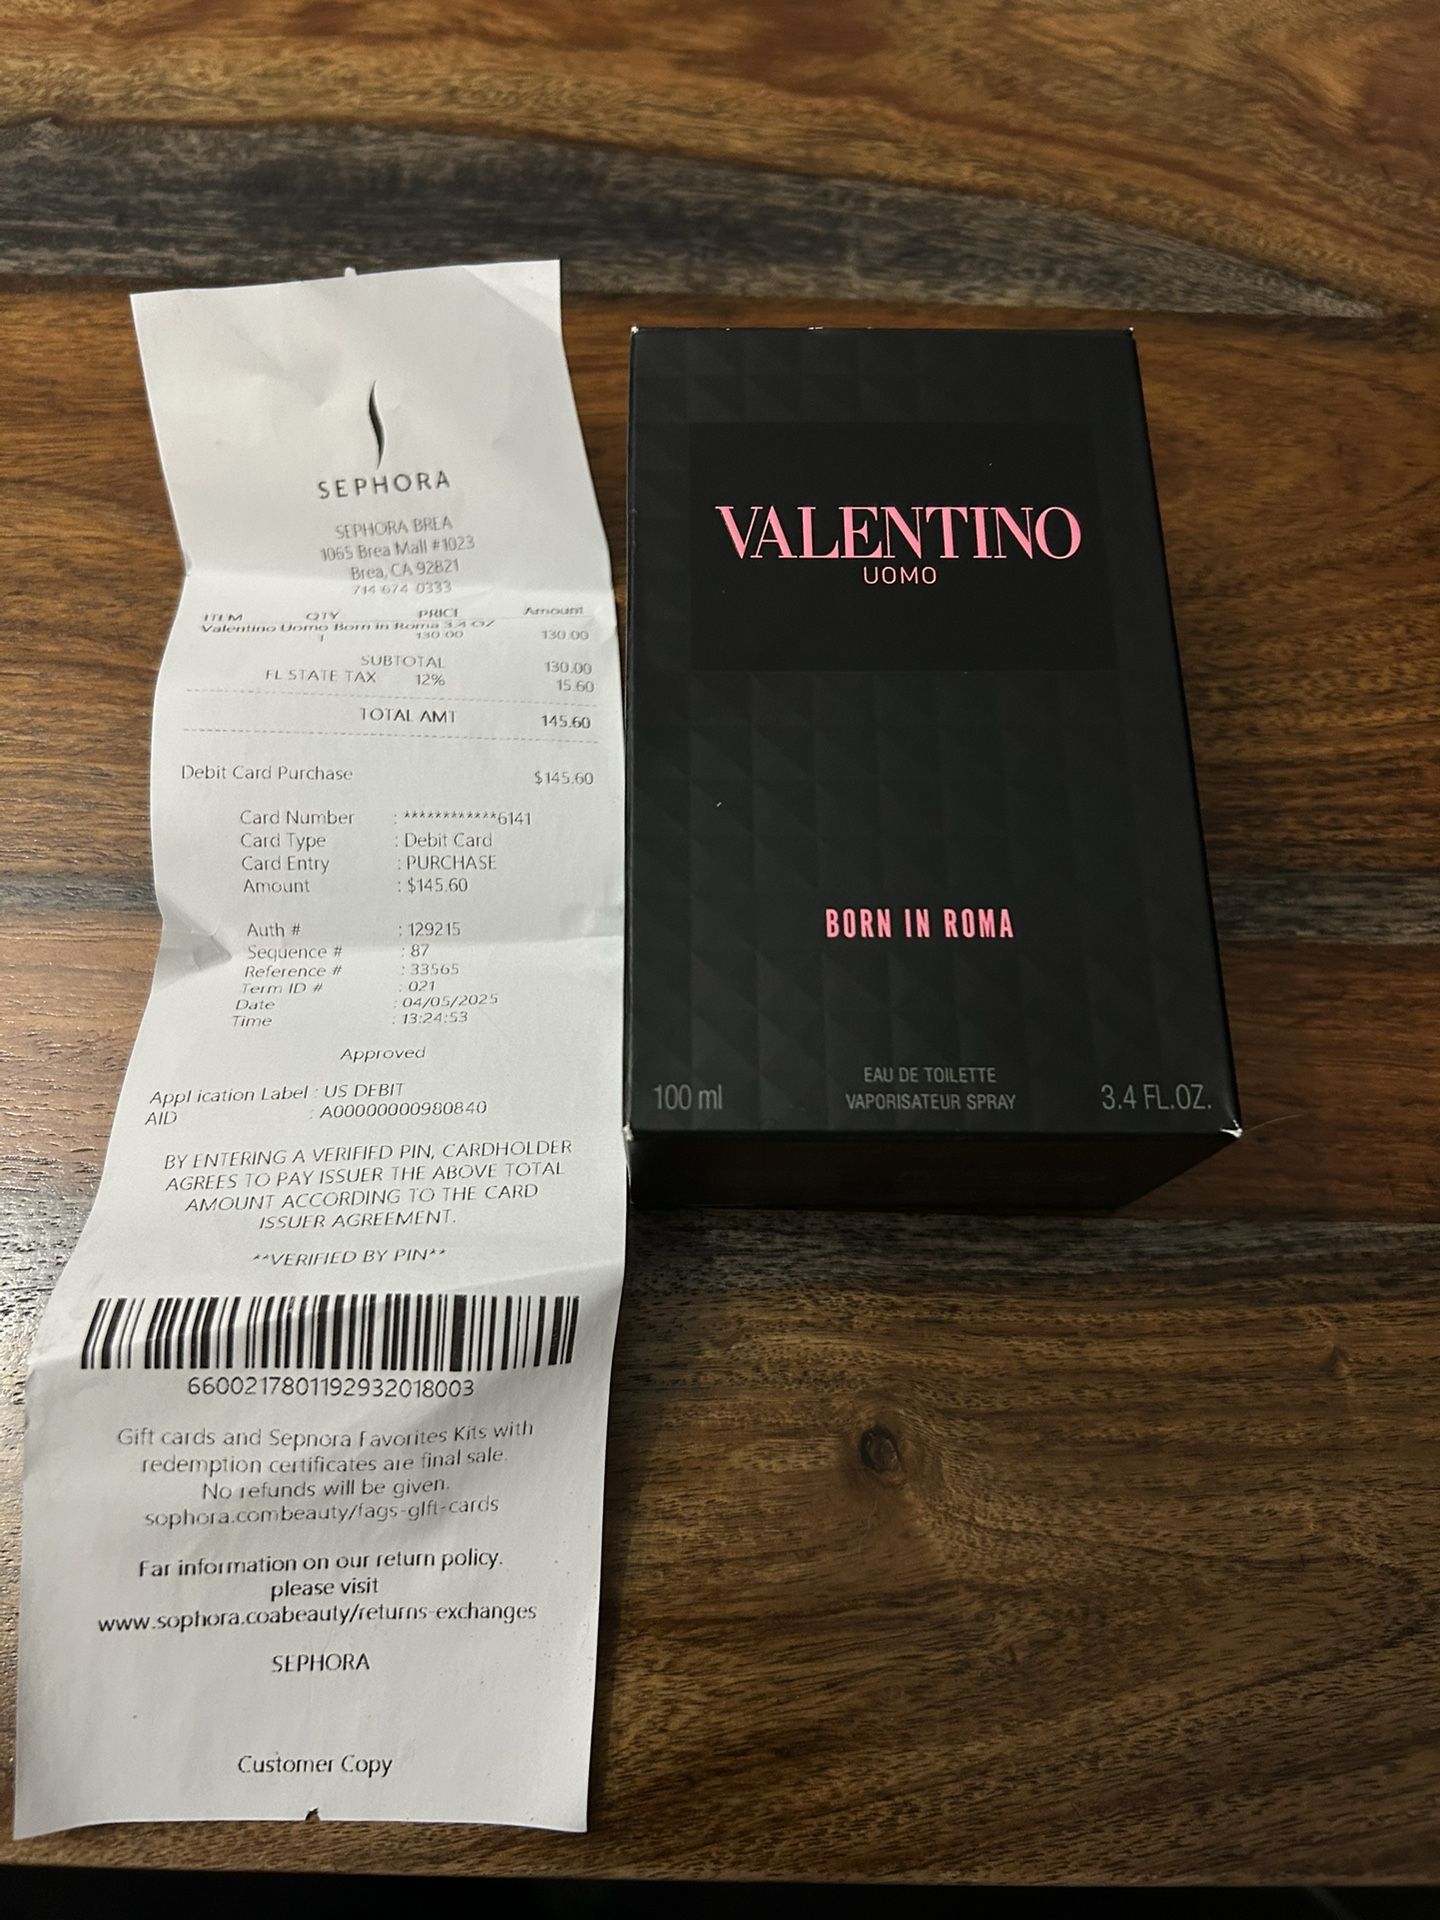 SEPHORA
SEPHORA BREA
1065 Brea Mall #1023
Brea, CA 92821
714 674 0333
ITEM QTY PRICE Amount
Valentino Uomo Born in Roma 3.4 OZ
1 130.00 130.00
SUBTOTAL 130.00
FL STATE TAX 12% 15.60
TOTAL AMT 145.60
Debit Card Purchase $145.60
Card Number : ************6141
Card Type : Debit Card
Card Entry : PURCHASE
Amount : $145.60
Auth # : 129215
Sequence # : 87
Reference # : 33565
Term ID # : 021
Date : 04/05/2025
Time : 13:24:53
Approved
Appl ication Label : US DEBIT
AID : A00000000980840
BY ENTERING A VERIFIED PIN, CARDHOLDER
AGREES TO PAY ISSUER THE ABOVE TOTAL
AMOUNT ACCORDING TO THE CARD
ISSUER AGREEMENT.
**VERIFIED BY PIN**
6600217801192932018003
Gift cards and Sepnora Favorites Kits with
redemption certificates are final sale.
No refunds will be given.
sophora.combeauty/fags-glft-cards
Far information on our return policy.
please visit
www.sophora.coabeauty/returns-exchanges
SEPHORA
Customer Copy
VALENTINO
UOMO
BORN IN ROMA
EAU DE TOILETTE
100 ml VAPORISATEUR SPRAY 3.4 FL.OZ.